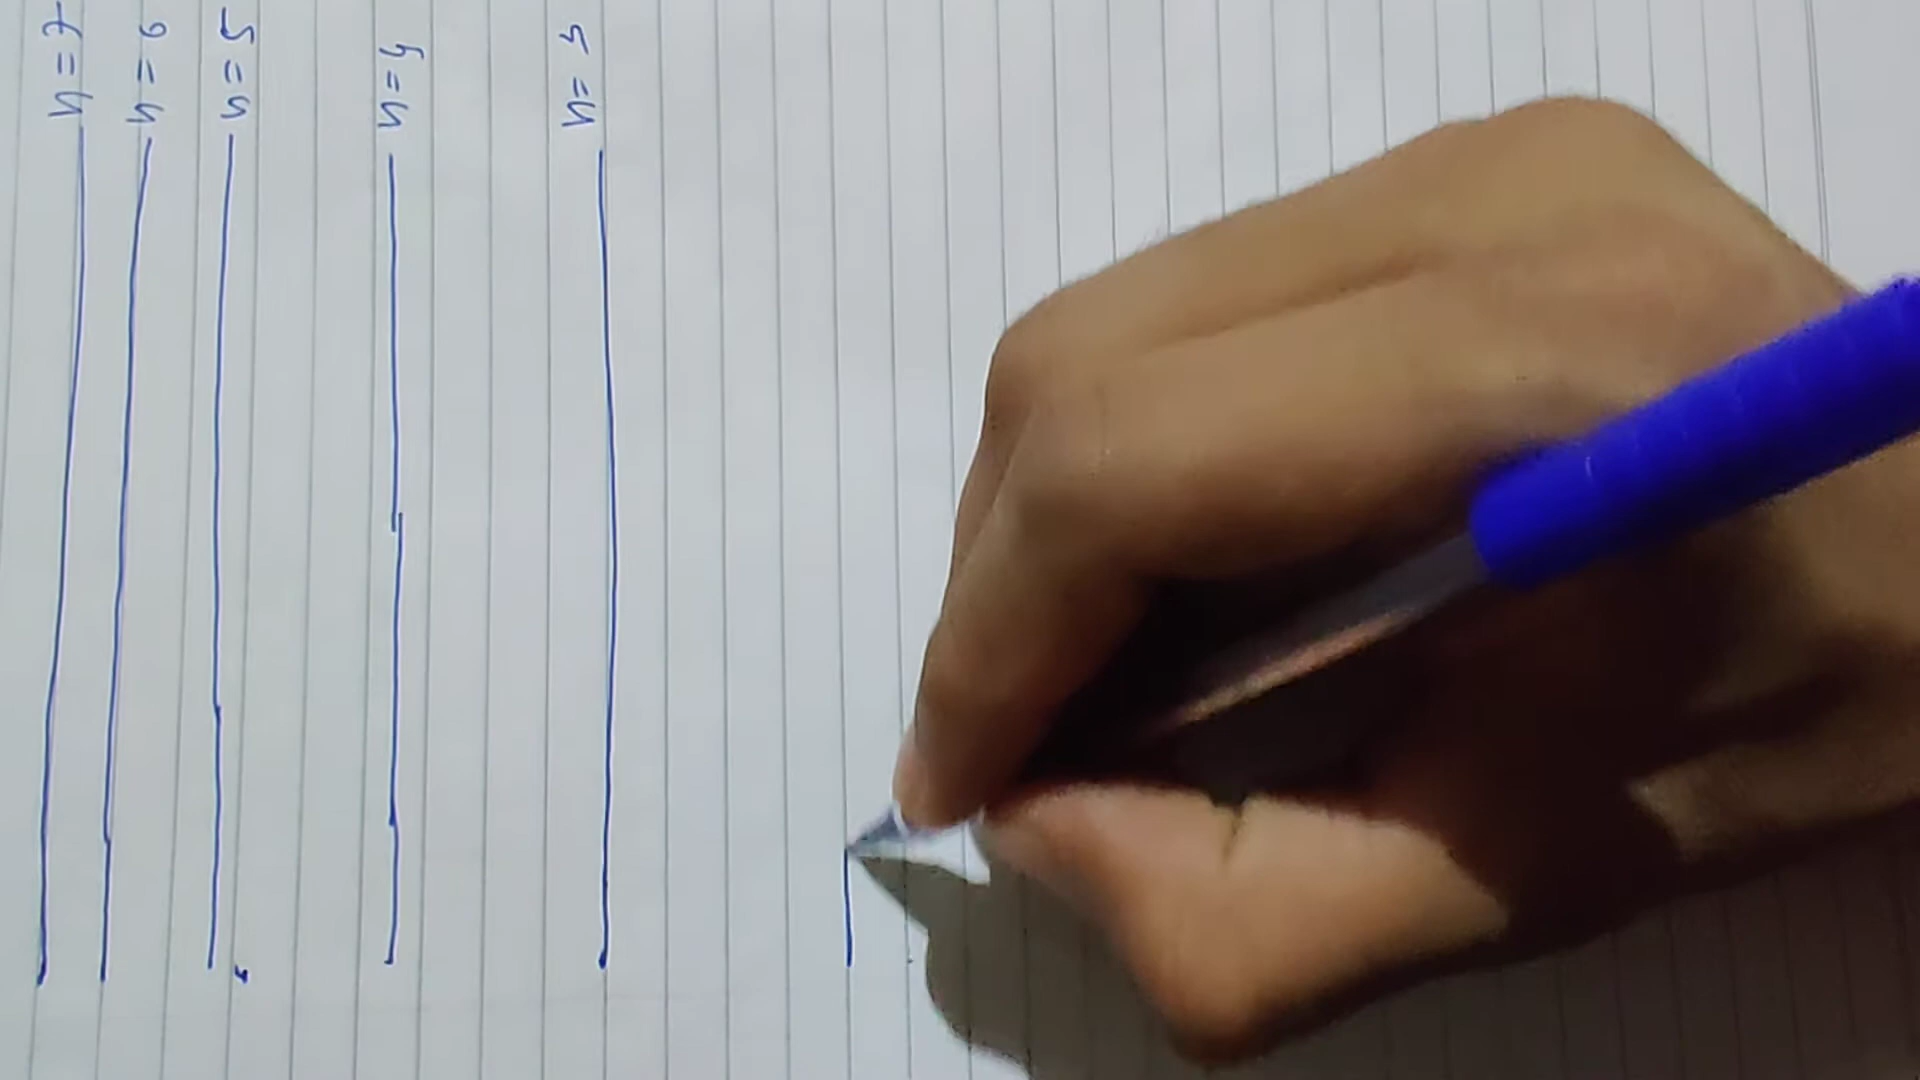 n = 7
n = 6
n = 5
n = 4
n = 3